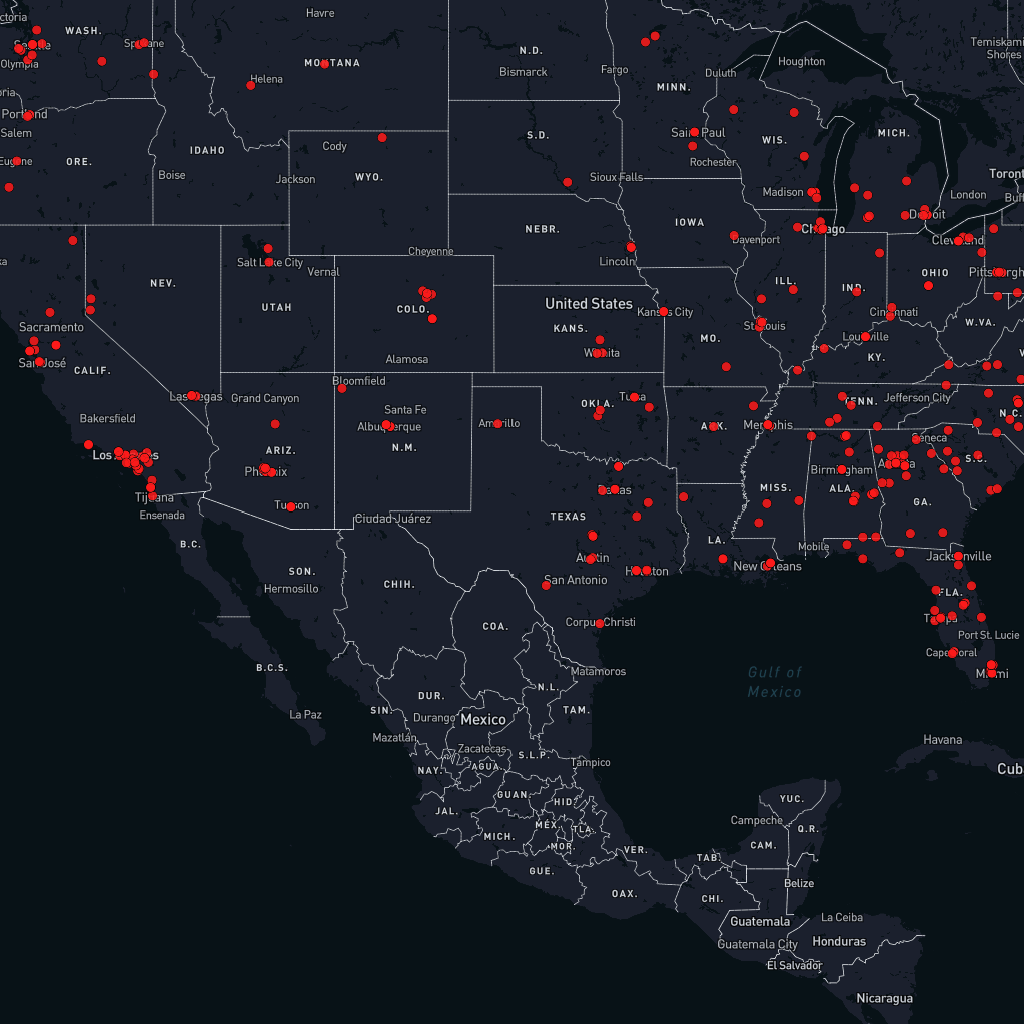 Havre
ctoria
WASH.
N.D.
Temiskami
Shores
Seattle
Spokane
Houghton
Olympia
MONTANA
Bismarck
Fargo
Duluth
Helena
MINN.
oria
Portland
Salem
S.D.
Saint Paul
WIS.
MICH.
IDAHO
Cody
Eugene
ORE.
Rochester
Toront
Boise
Jackson
WYO.
Sioux Falls
Madison
London
Buff
Detroit
NEBR.
IOWA
Chicago
Davenport
Cleveland
Cheyenne
ka
Salt Lake City
Vernal
Lincoln
OHIO
Pittsburgh
NEV.
ILL.
IND.
UTAH
COLO.
United States
Kansas City
Cincinnati
Sacramento
KANS.
St. Louis
W.VA.
MO.
Louisville
San José
Wichita
KY.
V
CALIF.
Alamosa
Bloomfield
Las Vegas
Grand Canyon
Tulsa
Jefferson City
TENN.
OKLA.
Santa Fe
N.C.
Bakersfield
Albuquerque
Amarillo
ARK.
Memphis
Seneca
Los Angeles
ARIZ.
N.M.
S.C.
Phoenix
Birmingham
Atlanta
Tijuana
Dallas
MISS.
ALA.
GA.
Tucson
Ensenada
Ciudad Juárez
TEXAS
LA.
Mobile
B.C.
Austin
New Orleans
Jacksonville
SON.
Houston
San Antonio
Hermosillo
CHIH.
FLA.
COA.
Corpus Christi
Tampa
Port St. Lucie
Cape Coral
B.C.S.
Matamoros
Gulf of
Mexico
Miami
N.L.
DUR.
La Paz
SIN.
TAM.
Durango
Mexico
Mazatlán
Havana
Zacatecas
S.L.P.
Tampico
NAY.
AGUA.
Cuba
GUAN.
HID.
YUC.
JAL.
Campeche
MÉX.
TLA.
Q.R.
MICH.
MOR.
VER.
CAM.
TAB.
GUE.
Belize
OAX.
CHI.
Guatemala
La Ceiba
Guatemala City
Honduras
El Salvador
Nicaragua